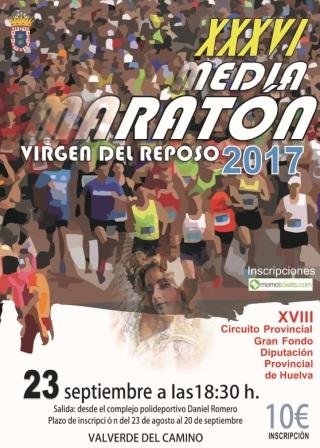 XXXVI
MEDIA
MARATÓN
VIRGEN DEL REPOSO 2017
Inscripciones
momotickets.com
XVIII
Circuito Provincial
Gran Fondo
Diputación
Provincial
de Huelva
23 septiembre a las 18:30 h.
Salida: desde el complejo polideportivo Daniel Romero
Plazo de inscripci ó n del 23 de agosto al 20 de septiembre
VALVERDE DEL CAMINO
10€
INSCRIPCIÓN